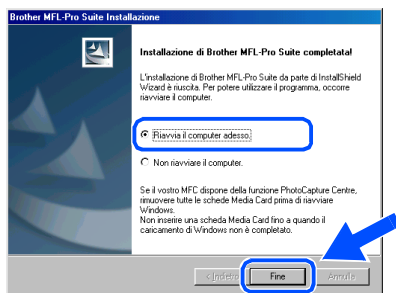 Brother MFL-Pro Suite Installazione
Installazione di Brother MFL-Pro Suite completata!
L'installazione di Brother MFL-Pro Suite da parte di InstallShield
Wizard è riuscita. Per potere utilizzare il programma, occorre
riavviare il computer.
Riavvia il computer adesso.
Non riavviare il computer.
Se il vostro MFC dispone della funzione PhotoCapture Centre,
rimuovere tutte le schede Media Card prima di riavviare
Windows.
Non inserire una scheda Media Card fino a quando il
caricamento di Windows non è completato.
< Indietro Fine Annulla